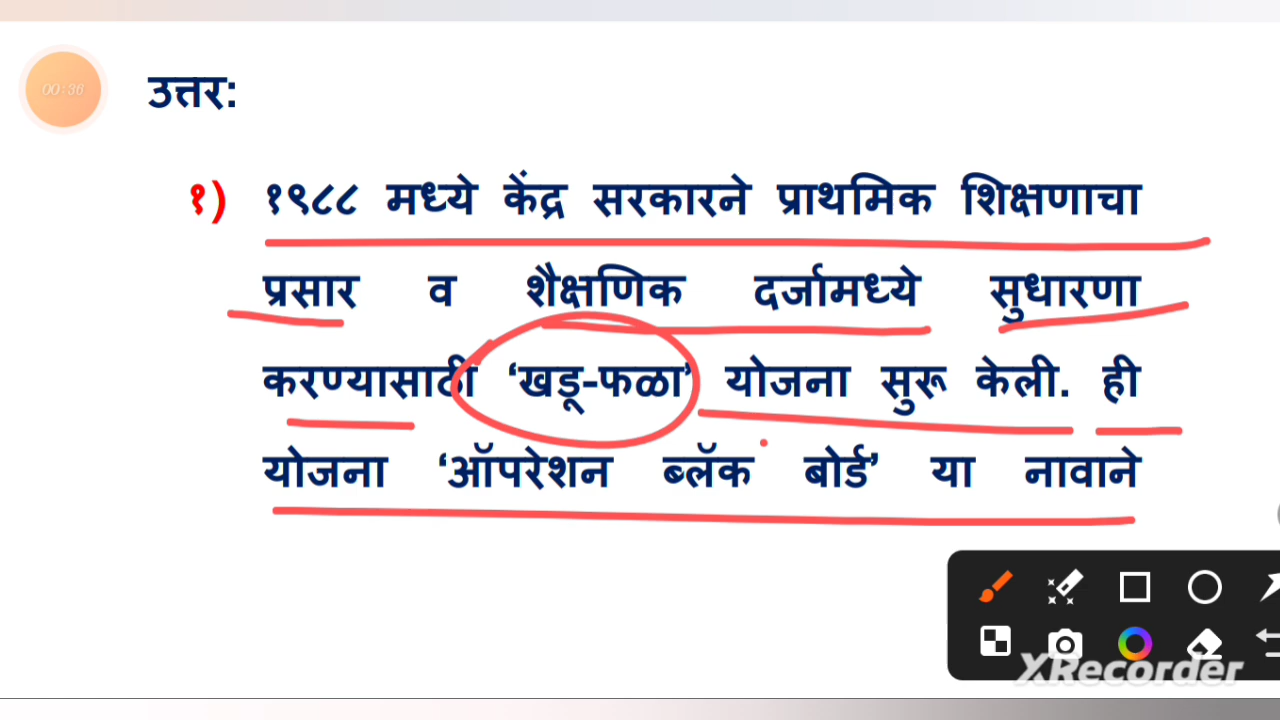 00:36
उत्तर:
१) १९८८ मध्ये केंद्र सरकारने प्राथमिक शिक्षणाचा
प्रसार व शैक्षणिक दर्जामध्ये सुधारणा
करण्यासाठी ‘खडू-फळा’ योजना सुरू केली. ही
योजना ‘ऑपरेशन ब्लॅक बोर्ड’ या नावाने
XRecorder